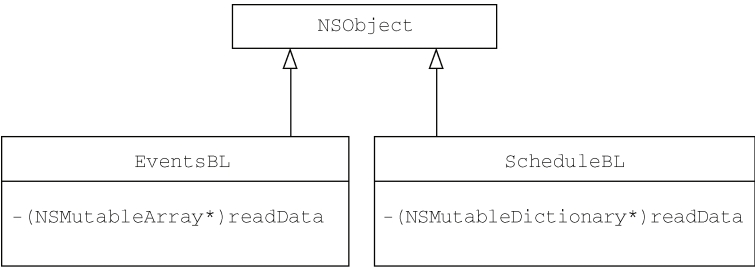 NSObject
EventsBL
ScheduleBL
-(NSMutableArray*)readData
-(NSMutableDictionary*)readData